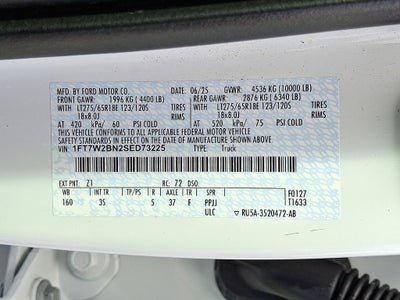 MFD. BY FORD MOTOR CO. 06/25 GVWR: 4536 KG (10000 LB)
FRONT GAWR: 1996 KG ( 4400 LB) REAR GAWR: 2876 KG ( 6340 LB)
WITH LT275/65R18E 123/120S TIRES WITH LT275/65R18E 123/120S TIRES
18x8.0J RIMS 18x8.0J RIMS
AT 420 kPa/ 60 PSI COLD AT 520 kPa/ 75 PSI COLD
THIS VEHICLE CONFORMS TO ALL APPLICABLE FEDERAL MOTOR VEHICLE
SAFETY STANDARDS IN EFFECT ON THE DATE OF MANUFACTURE SHOWN ABOVE.
VIN: 1FT7W2BN2SED73225
TYPE: TRUCK
EXT PNT: Z1 RC: 72 DSO:
WB INT TR TP/PS R AXLE TR SPR F0127
160 3S 5 37 F PPJJ T1633
ULC RU5A-3520472-AB